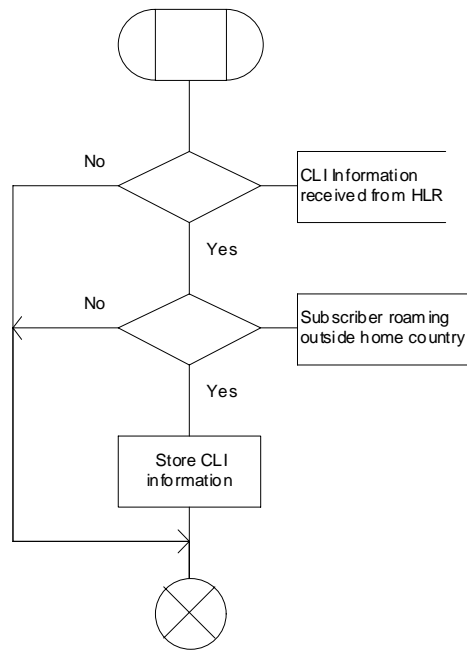 No
CLI Information
received from HLR
Yes
No
Subscriber roaming
outside home country
Yes
Store CLI
information